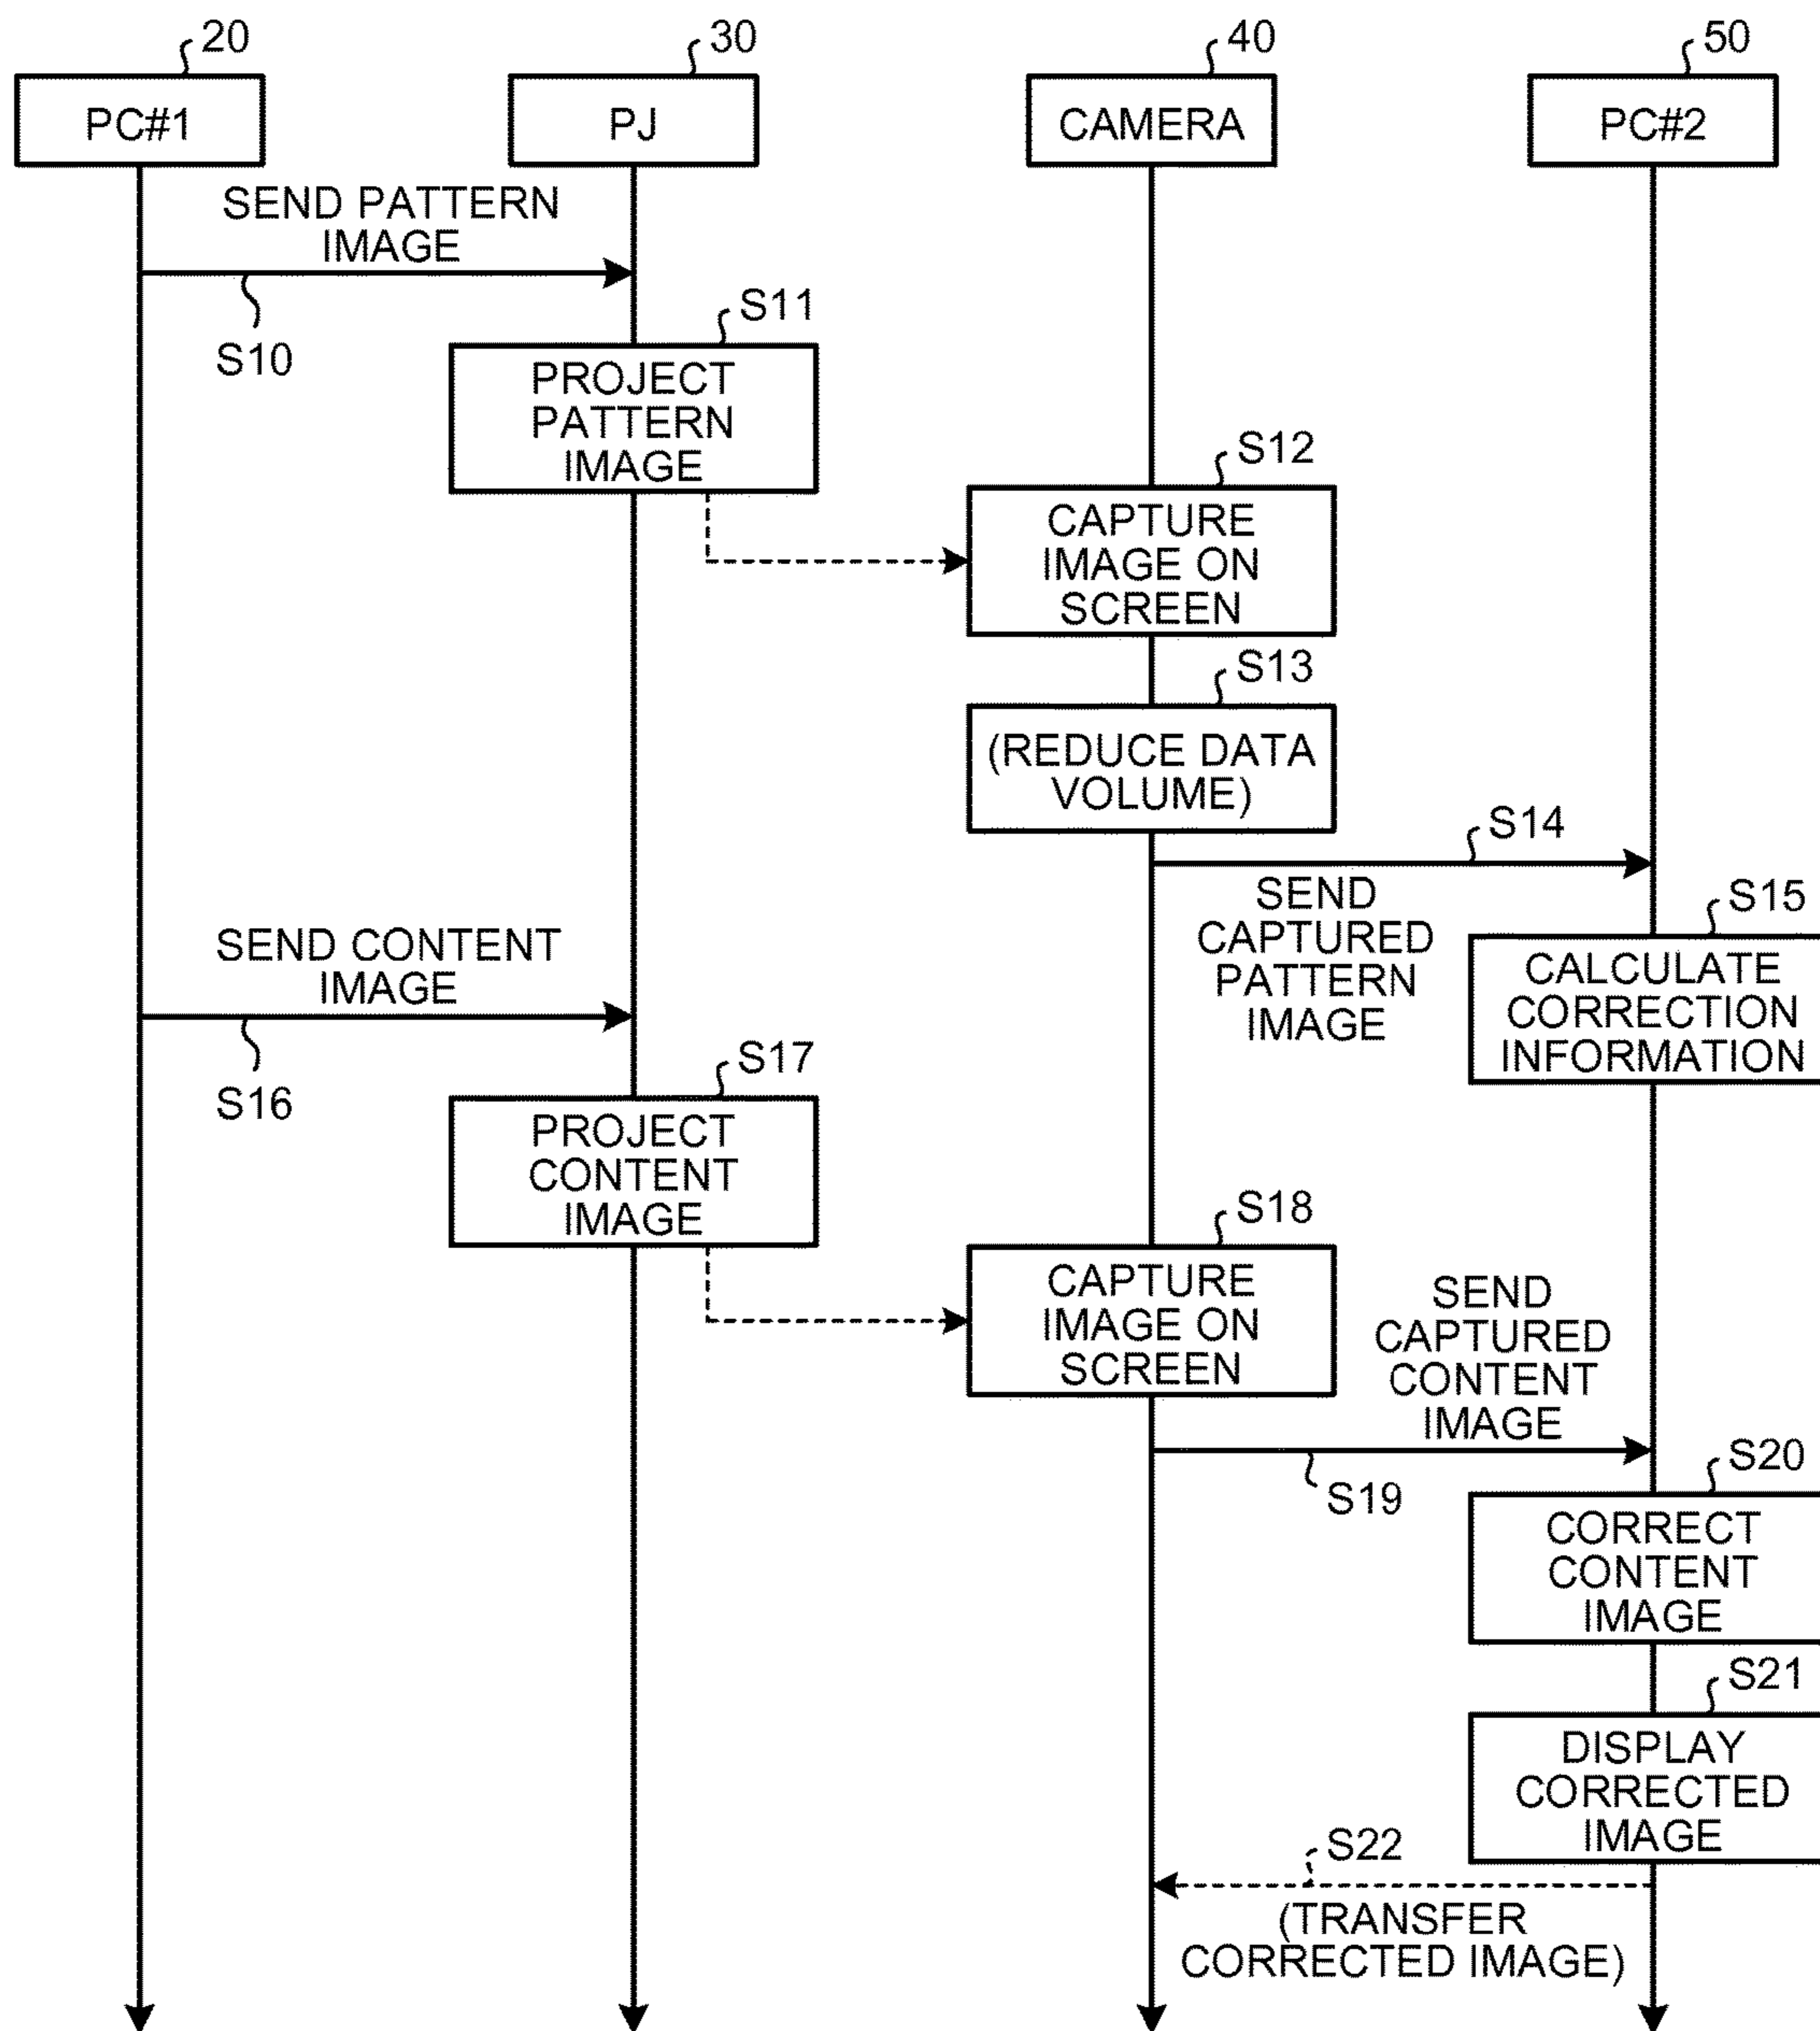 20
30
40
50
PC#1
PJ
CAMERA
PC#2
SEND PATTERN
IMAGE
S10
S11
PROJECT
PATTERN
IMAGE
S12
CAPTURE
IMAGE ON
SCREEN
S13
(REDUCE DATA
VOLUME)
S14
SEND
CAPTURED
PATTERN
IMAGE
S15
CALCULATE
CORRECTION
INFORMATION
SEND CONTENT
IMAGE
S16
S17
PROJECT
CONTENT
IMAGE
S18
CAPTURE
IMAGE ON
SCREEN
SEND
CAPTURED
CONTENT
IMAGE
S19
S20
CORRECT
CONTENT
IMAGE
S21
DISPLAY
CORRECTED
IMAGE
S22
(TRANSFER
CORRECTED IMAGE)